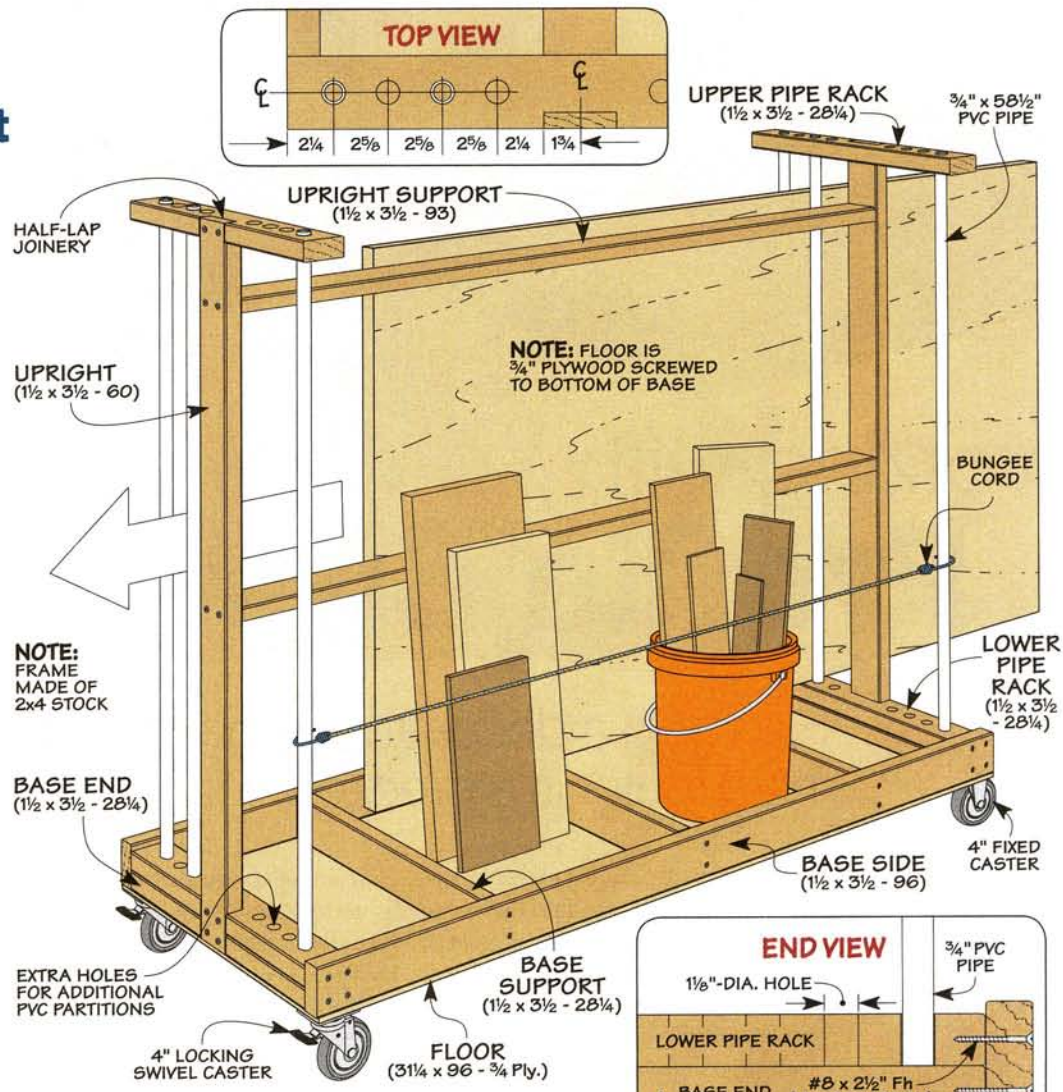 t
TOP VIEW
C̲L̲
C̲L̲
2¼ 2⅝ 2⅝ 2⅝ 2¼ 1¾
UPPER PIPE RACK
(1½ x 3½ - 28¼)
¾" x 58½"
PVC PIPE
HALF-LAP
JOINERY
UPRIGHT SUPPORT
(1½ x 3½ - 93)
UPRIGHT
(1½ x 3½ - 60)
NOTE: FLOOR IS
¾" PLYWOOD SCREWED
TO BOTTOM OF BASE
BUNGEE
CORD
NOTE:
FRAME
MADE OF
2x4 STOCK
LOWER
PIPE
RACK
(1½ x 3½
- 28¼)
BASE END
(1½ x 3½ - 28¼)
4" FIXED
CASTER
BASE SIDE
(1½ x 3½ - 96)
EXTRA HOLES
FOR ADDITIONAL
PVC PARTITIONS
BASE
SUPPORT
(1½ x 3½ - 28¼)
4" LOCKING
SWIVEL CASTER
FLOOR
(31¼ x 96 - ¾ Ply.)
END VIEW
¾" PVC
PIPE
1⅛"-DIA. HOLE
LOWER PIPE RACK
BASE END
#8 x 2½" Fh